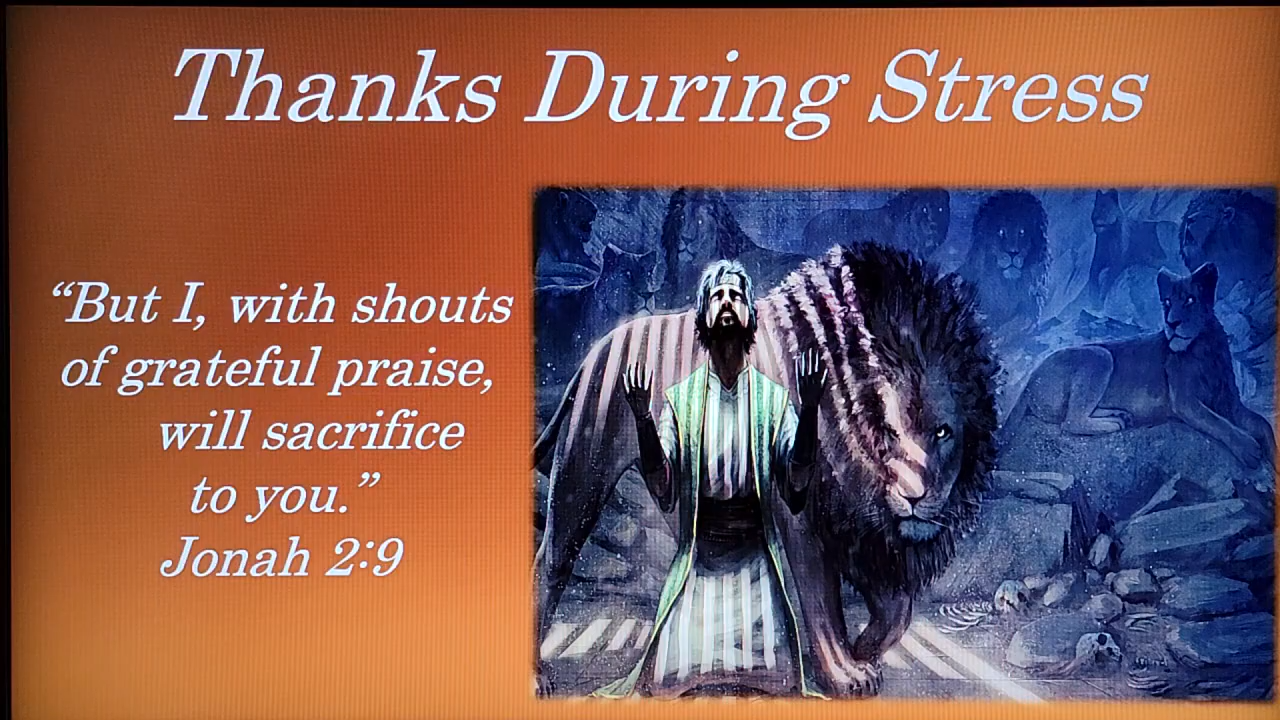 Thanks During Stress
“But I, with shouts
of grateful praise,
will sacrifice
to you.”
Jonah 2:9